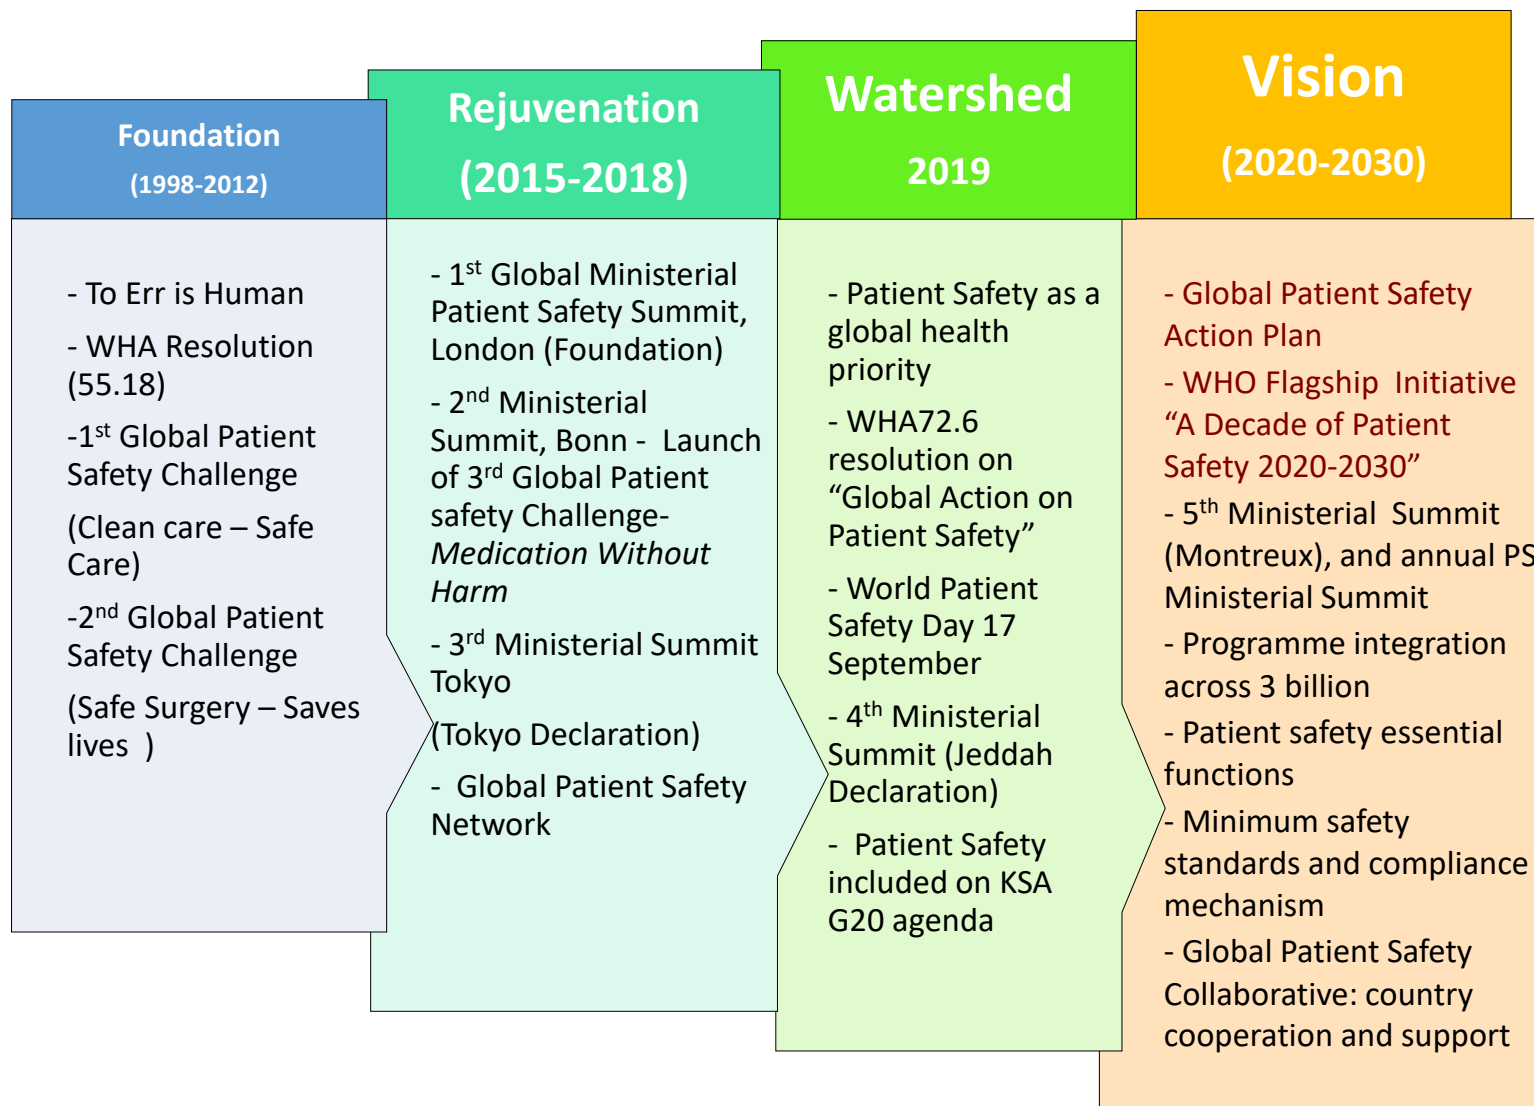 Foundation
(1998-2012)
- To Err is Human
- WHA Resolution
(55.18)
-1st Global Patient
Safety Challenge
(Clean care – Safe
Care)
-2nd Global Patient
Safety Challenge
(Safe Surgery – Saves
lives  )
Rejuvenation
(2015-2018)
- 1st Global Ministerial
Patient Safety Summit,
London (Foundation)
- 2nd Ministerial
Summit, Bonn -  Launch
of 3rd Global Patient
safety Challenge-
Medication Without
Harm
- 3rd Ministerial Summit
Tokyo
(Tokyo Declaration)
-  Global Patient Safety
Network
Watershed
2019
- Patient Safety as a
global health
priority
- WHA72.6
resolution on
“Global Action on
Patient Safety”
- World Patient
Safety Day 17
September
- 4th Ministerial
Summit (Jeddah
Declaration)
-  Patient Safety
included on KSA
G20 agenda
Vision
(2020-2030)
- Global Patient Safety
Action Plan
- WHO Flagship  Initiative
“A Decade of Patient
Safety 2020-2030”
- 5th Ministerial  Summit
(Montreux), and annual PS
Ministerial Summit
- Programme integration
across 3 billion
- Patient safety essential
functions
- Minimum safety
standards and compliance
mechanism
- Global Patient Safety
Collaborative: country
cooperation and support